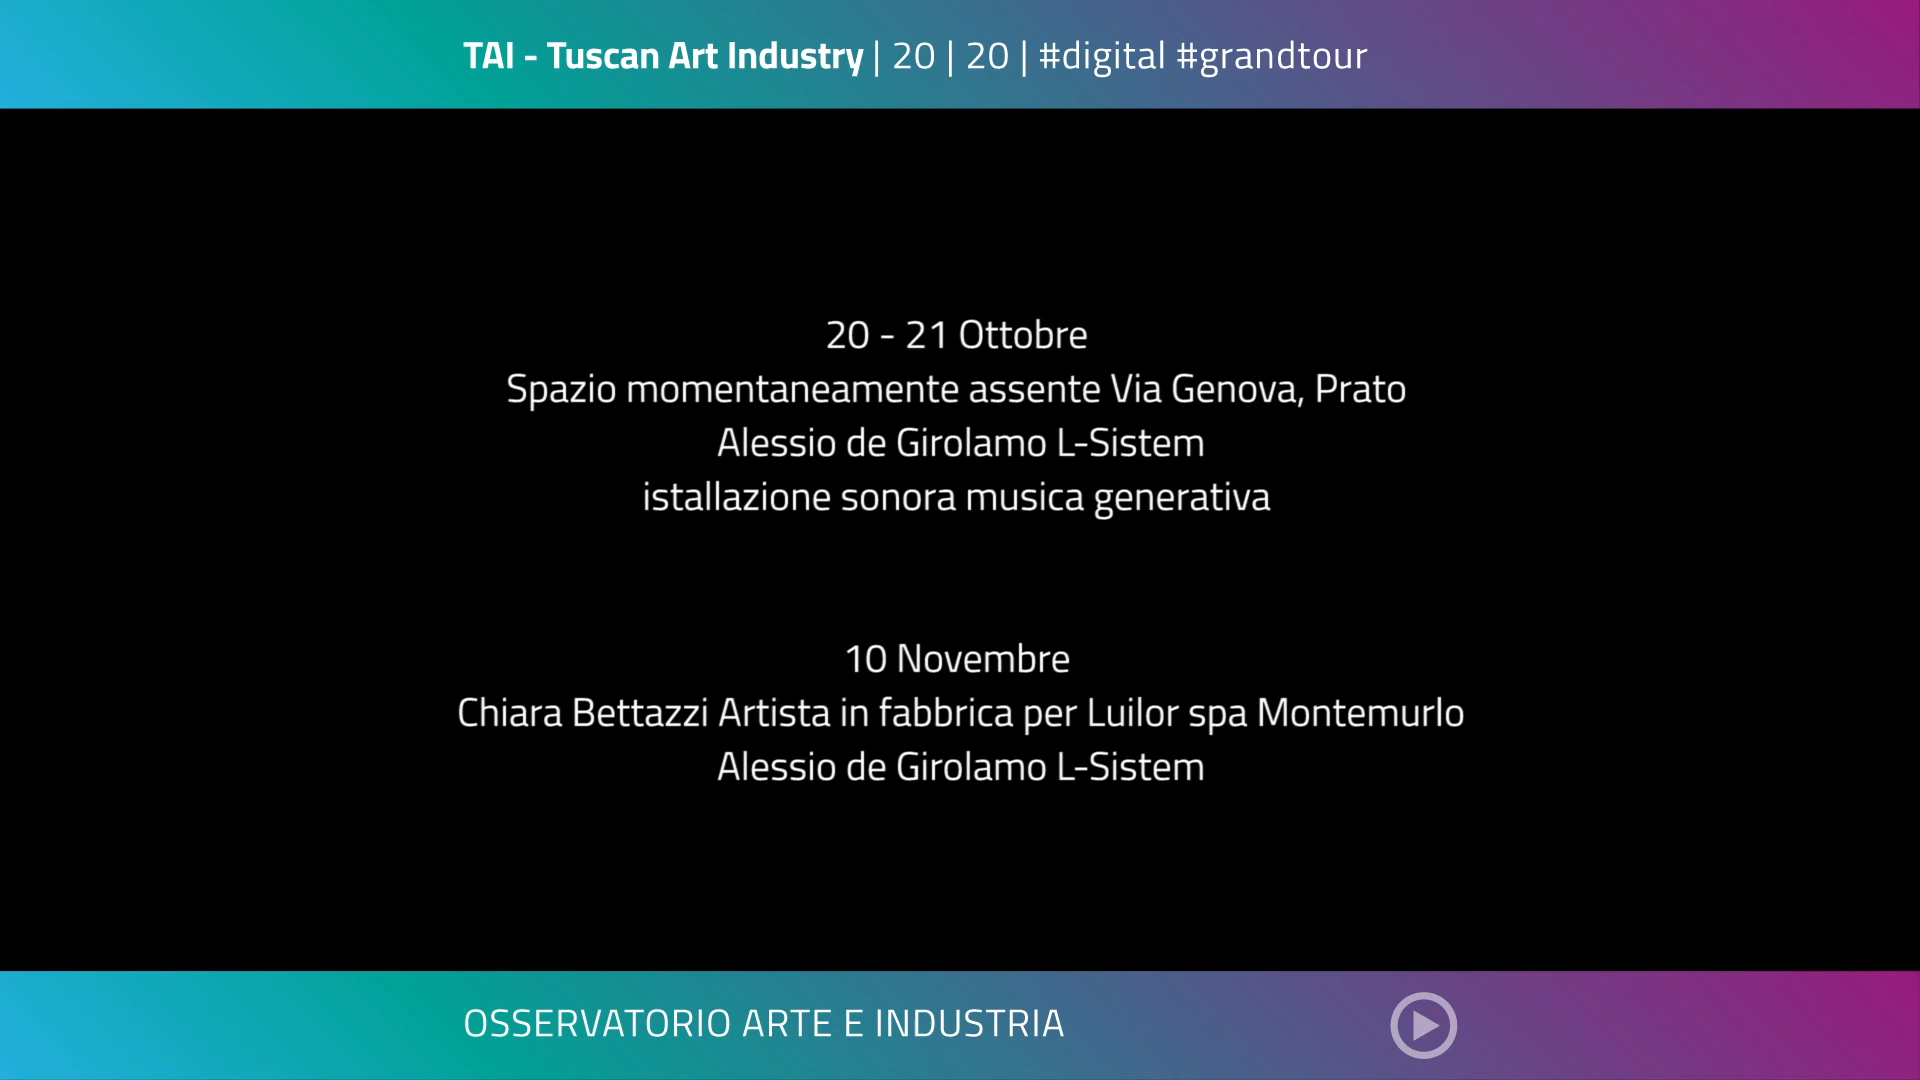 TAI - Tuscan Art Industry | 20 | 20 | #digital #grandtour
20 - 21 Ottobre
Spazio momentaneamente assente Via Genova, Prato
Alessio de Girolamo L-Sistem
istallazione sonora musica generativa
10 Novembre
Chiara Bettazzi Artista in fabbrica per Luilor spa Montemurlo
Alessio de Girolamo L-Sistem
OSSERVATORIO ARTE E INDUSTRIA